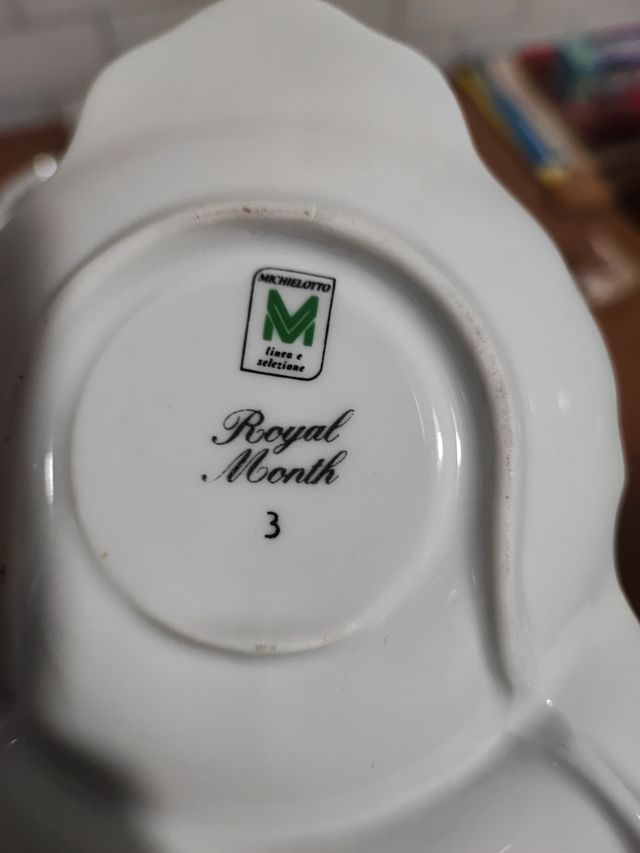 MICHIELOTTO
M
linea e
selezione
Royal
Month
3